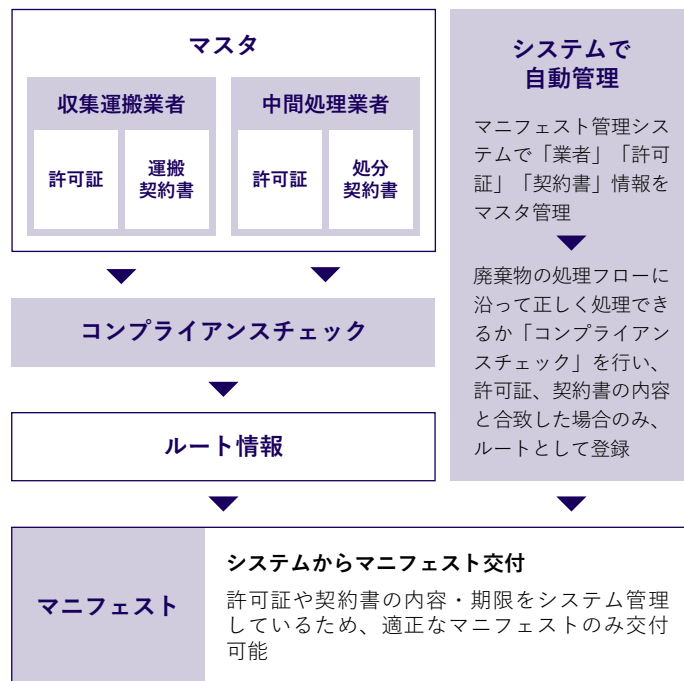 マスタ
収集運搬業者
許可証
運搬
契約書
中間処理業者
許可証
処分
契約書
コンプライアンスチェック
ルート情報
システムで
自動管理
マニフェスト管理シス
テムで「業者」「許可
証」「契約書」情報を
マスタ管理
廃棄物の処理フローに
沿って正しく処理でき
るか「コンプライアン
スチェック」を行い、
許可証、契約書の内容
と合致した場合のみ、
ルートとして登録
マニフェスト
システムからマニフェスト交付
許可証や契約書の内容・期限をシステム管理
しているため、適正なマニフェストのみ交付
可能